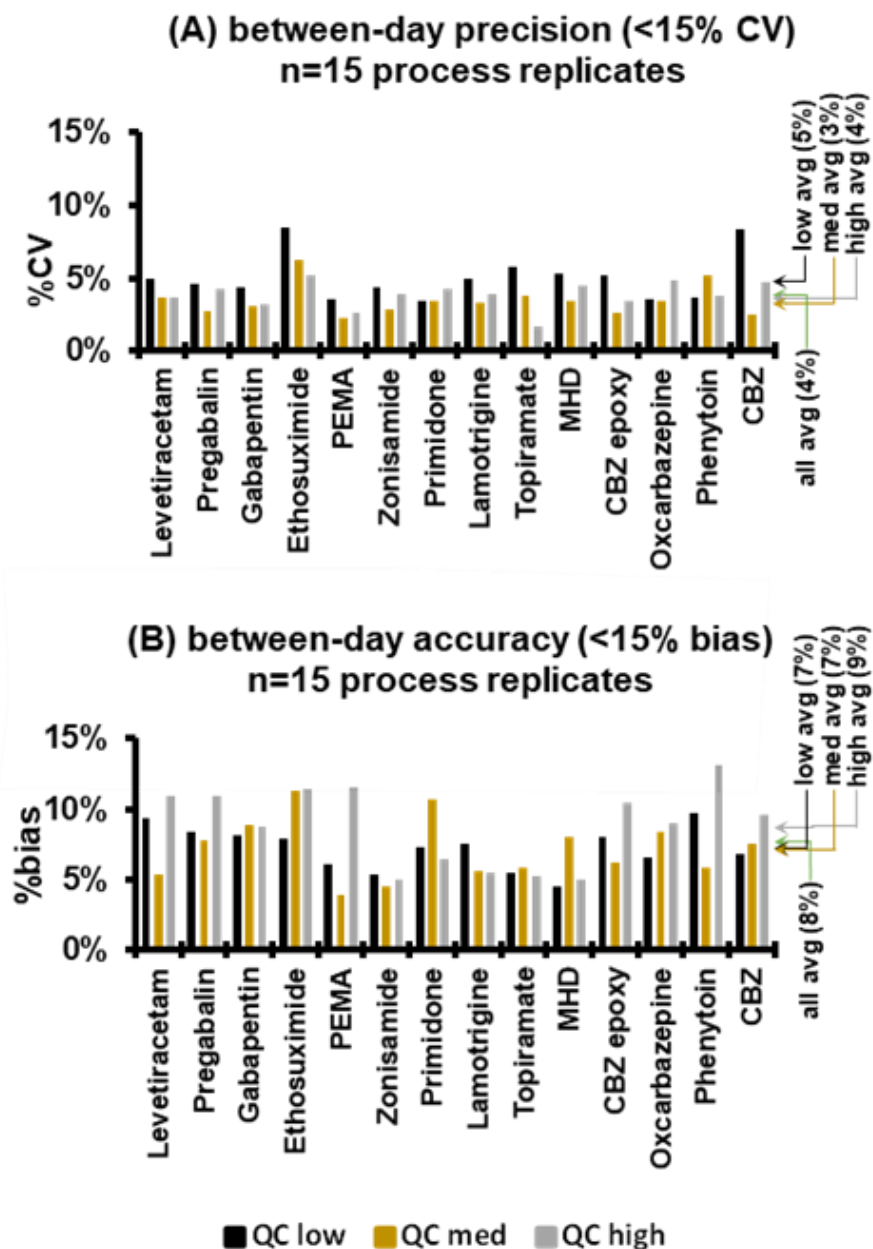 (A) between-day precision (<15% CV)
n=15 process replicates
15%
10%
5%
0%
%CV
low avg (5%)
med avg (3%)
high avg (4%)
all avg (4%)
Levetiracetam
Pregabalin
Gabapentin
Ethosuximide
PEMA
Zonisamide
Primidone
Lamotrigine
Topiramate
MHD
CBZ epoxy
Oxcarbazepine
Phenytoin
CBZ
(B) between-day accuracy (<15% bias)
n=15 process replicates
15%
10%
5%
0%
%bias
low avg (7%)
med avg (7%)
high avg (9%)
all avg (8%)
Levetiracetam
Pregabalin
Gabapentin
Ethosuximide
PEMA
Zonisamide
Primidone
Lamotrigine
Topiramate
MHD
CBZ epoxy
Oxcarbazepine
Phenytoin
CBZ
QC low QC med QC high